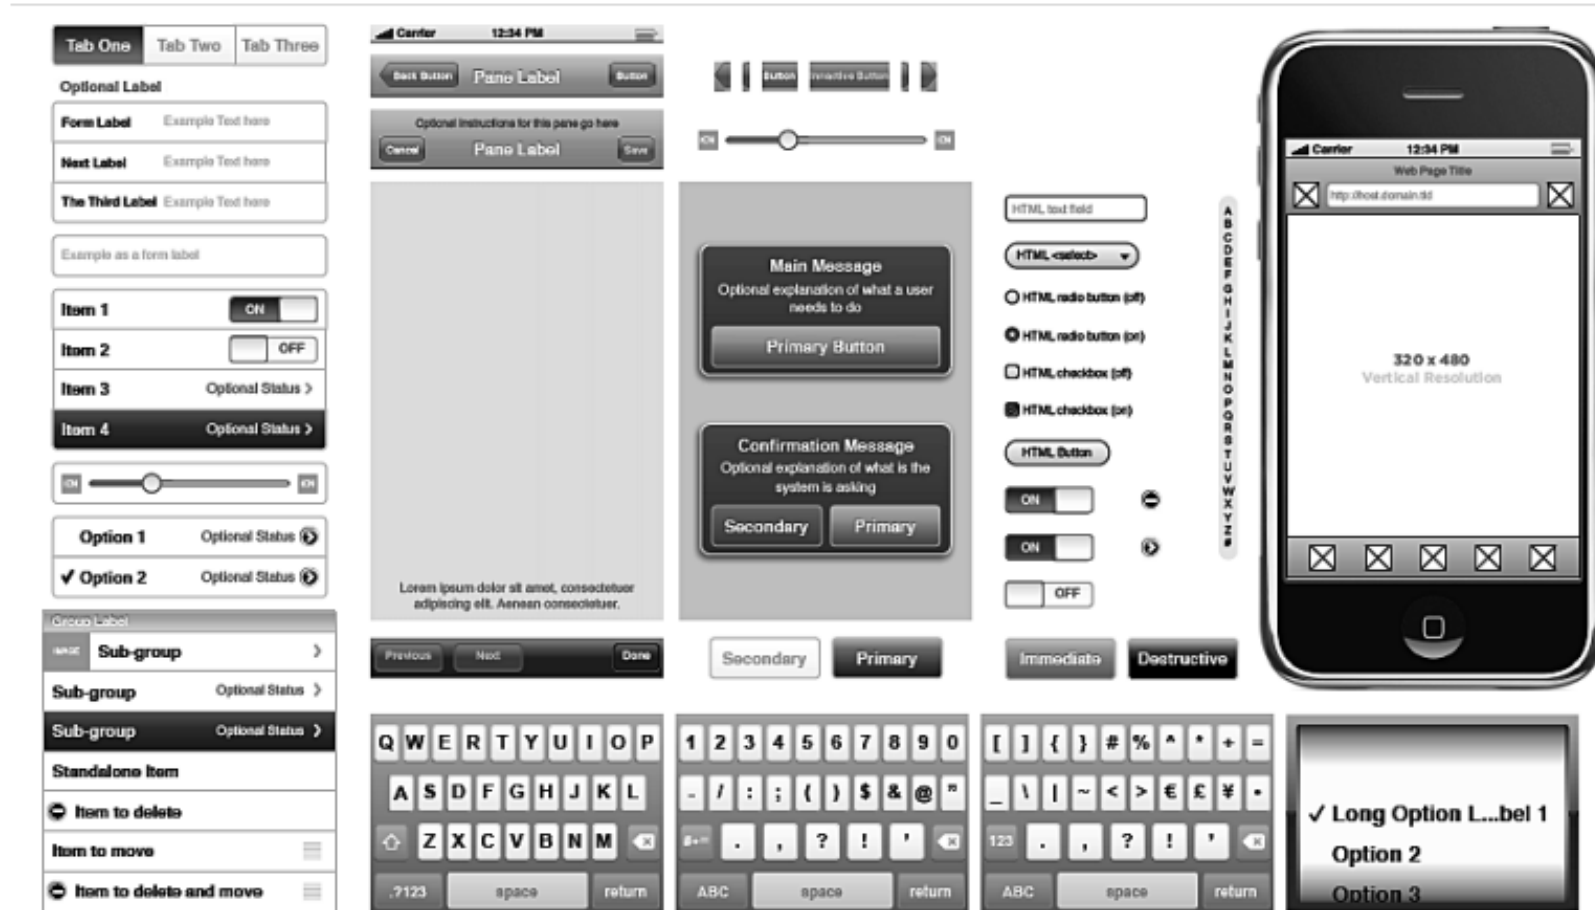 Tab One Tab Two Tab Three
Optional Label
Form Label Example Text here
Next Label Example Text here
The Third Label Example Text here
Example as a form label
Item 1 ON
Item 2 OFF
Item 3 Optional Status
Item 4 Optional Status
Option 1 Optional Status
✓ Option 2 Optional Status
Group Label
IMAGE Sub-group
Sub-group Optional Status
Sub-group Optional Status
Standalone Item
Item to delete
Item to move
Item to delete and move
Carrier 12:34 PM
Back Button Pane Label Button
Optional instructions for this pane go here
Cancel Pane Label Save
Lorem ipsum dolor sit amet, consectetuer
adipiscing elit. Aenean consectetuer.
Previous Next Done
Button Inactive Button
Main Message
Optional explanation of what a user
needs to do
Primary Button
Confirmation Message
Optional explanation of what is the
system is asking
Secondary Primary
Secondary Primary
HTML text field
HTML <select>
HTML radio button (off)
HTML radio button (on)
HTML checkbox (off)
HTML checkbox (on)
HTML Button
ON
ON
OFF
Immediate Destructive
A
B
C
D
E
F
G
H
I
J
K
L
M
N
O
P
Q
R
S
T
U
V
W
X
Y
Z
#
Carrier 12:34 PM
Web Page Title
http://host.domain.tld
320 x 480
Vertical Resolution
Q W E R T Y U I O P
A S D F G H J K L
Z X C V B N M
.?123 space return
1 2 3 4 5 6 7 8 9 0
- / : ; ( ) $ & @ "
#+= . , ? ! '
ABC space return
[ ] { } # % ^ * + =
_ \ | ~ < > € £ ¥ •
123 . , ? ! '
ABC space return
✓ Long Option L...bel 1
Option 2
Option 3